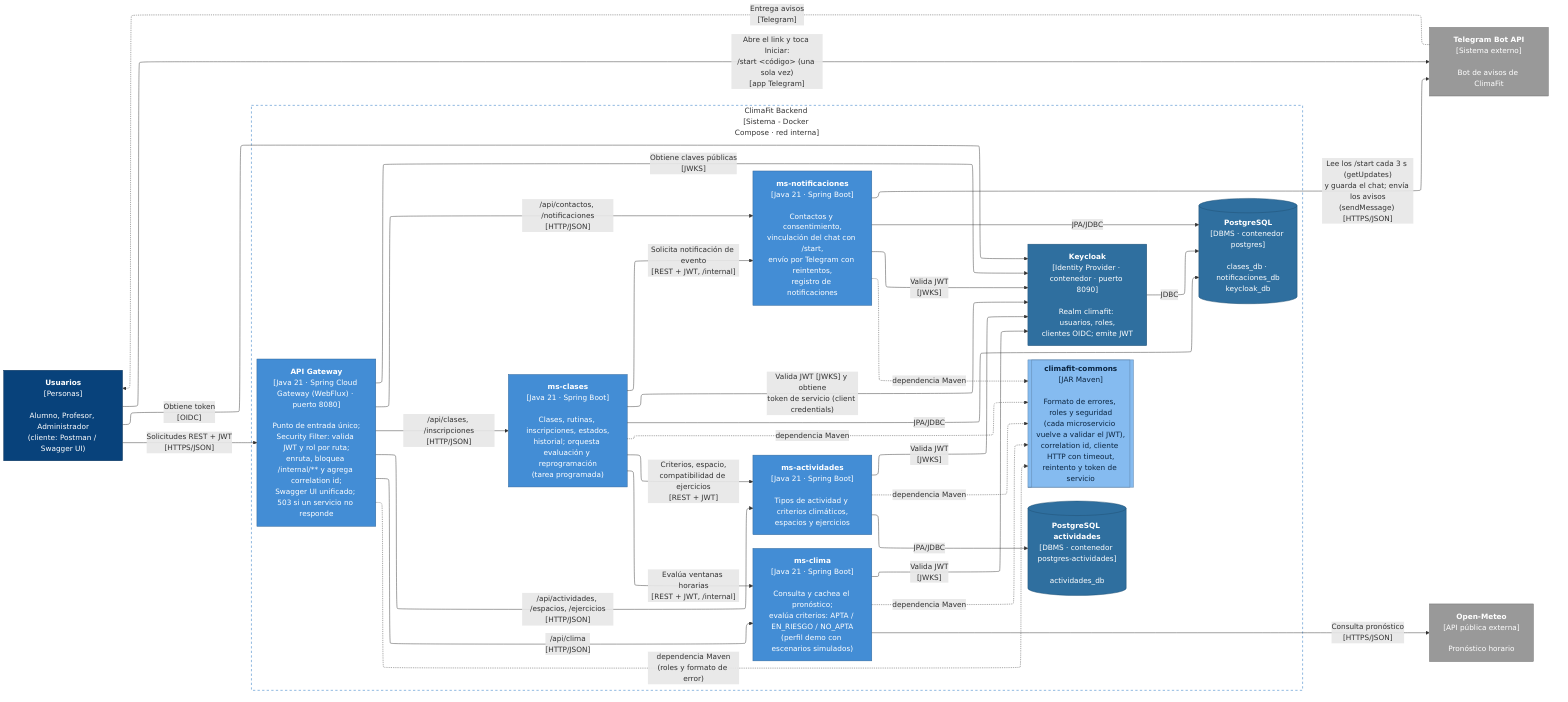 Entrega avisos
[Telegram]
Abre el link y toca
Iniciar:
/start <código> (una
sola vez)
[app Telegram]
Telegram Bot API
[Sistema externo]
Bot de avisos de
ClimaFit
ClimaFit Backend
[Sistema - Docker
Compose · red interna]
Obtiene claves públicas
[JWKS]
Lee los /start cada 3 s
(getUpdates)
y guarda el chat; envía
los avisos
(sendMessage)
[HTTPS/JSON]
ms-notificaciones
[Java 21 · Spring Boot]
Contactos y
consentimiento,
vinculación del chat con
/start,
envío por Telegram con
reintentos,
registro de
notificaciones
/api/contactos,
/notificaciones
[HTTP/JSON]
JPA/JDBC
PostgreSQL
[DBMS · contenedor
postgres]
clases_db ·
notificaciones_db
keycloak_db
Solicita notificación de
evento
[REST + JWT, /internal]
Valida JWT
[JWKS]
Keycloak
[Identity Provider ·
contenedor · puerto
8090]
Realm climafit:
usuarios, roles,
clientes OIDC; emite JWT
JDBC
Usuarios
[Personas]
Alumno, Profesor,
Administrador
(cliente: Postman /
Swagger UI)
Obtiene token
[OIDC]
Solicitudes REST + JWT
[HTTPS/JSON]
API Gateway
[Java 21 · Spring Cloud
Gateway (WebFlux) ·
puerto 8080]
Punto de entrada único;
Security Filter: valida
JWT y rol por ruta;
enruta, bloquea
/internal/** y agrega
correlation id;
Swagger UI unificado;
503 si un servicio no
responde
/api/clases,
/inscripciones
[HTTP/JSON]
ms-clases
[Java 21 · Spring Boot]
Clases, rutinas,
inscripciones, estados,
historial; orquesta
evaluación y
reprogramación
(tarea programada)
Valida JWT [JWKS] y
obtiene
token de servicio (client
credentials)
JPA/JDBC
dependencia Maven
dependencia Maven
climafit-commons
[JAR Maven]
Formato de errores,
roles y seguridad
(cada microservicio
vuelve a validar el JWT),
correlation id, cliente
HTTP con timeout,
reintento y token de
servicio
Criterios, espacio,
compatibilidad de
ejercicios
[REST + JWT]
ms-actividades
[Java 21 · Spring Boot]
Tipos de actividad y
criterios climáticos,
espacios y ejercicios
Valida JWT
[JWKS]
dependencia Maven
JPA/JDBC
PostgreSQL
actividades
[DBMS · contenedor
postgres-actividades]
actividades_db
Evalúa ventanas
horarias
[REST + JWT, /internal]
/api/actividades,
/espacios, /ejercicios
[HTTP/JSON]
/api/clima
[HTTP/JSON]
ms-clima
[Java 21 · Spring Boot]
Consulta y cachea el
pronóstico;
evalúa criterios: APTA /
EN_RIESGO / NO_APTA
(perfil demo con
escenarios simulados)
Valida JWT
[JWKS]
dependencia Maven
Consulta pronóstico
[HTTPS/JSON]
Open-Meteo
[API pública externa]
Pronóstico horario
dependencia Maven
(roles y formato de
error)